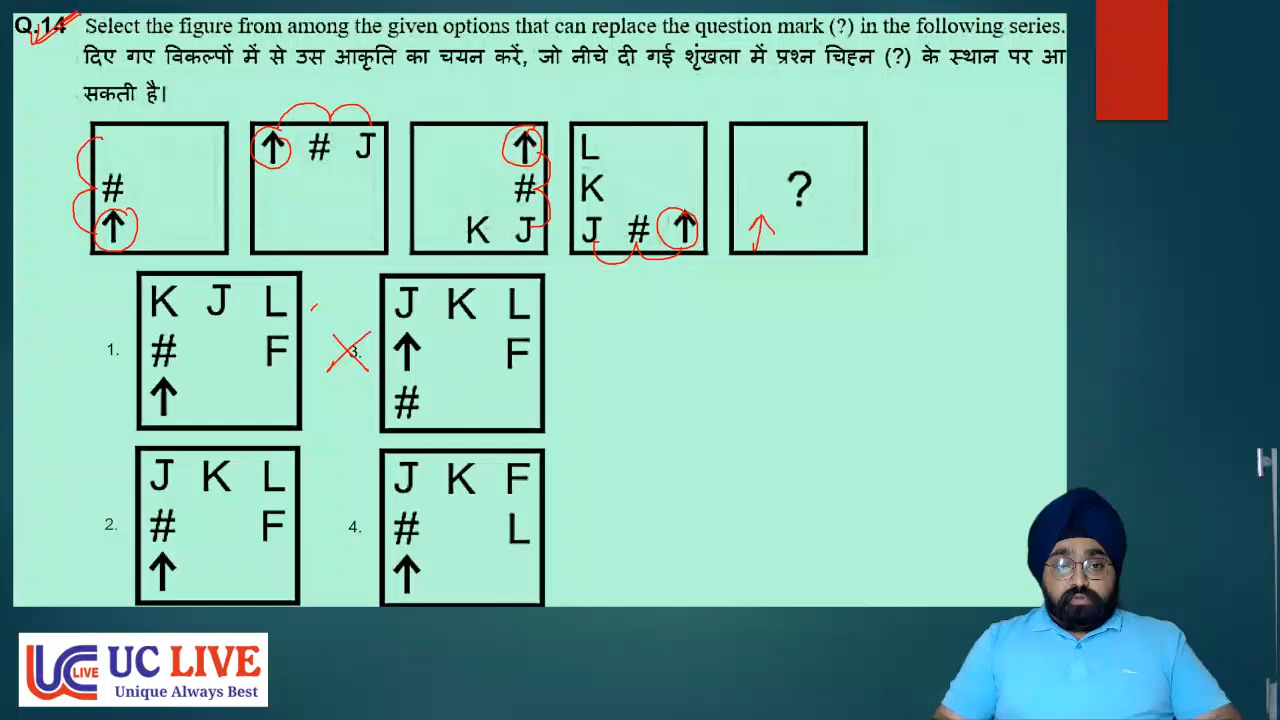 Q.14 Select the figure from among the given options that can replace the question mark (?) in the following series.
दिए गए विकल्पों में से उस आकृति का चयन करें, जो नीचे दी गई शृंखला में प्रश्न चिह्न (?) के स्थान पर आ
सकती है।
#
↑
↑ # J
↑
#
K J
L
K
J # ↑
?
↑
1.
K J L
# F
↑
3.
J K L
↑ F
#
2.
J K L
# F
↑
4.
J K F
# L
↑
UC LIVE
LIVE
Unique Always Best